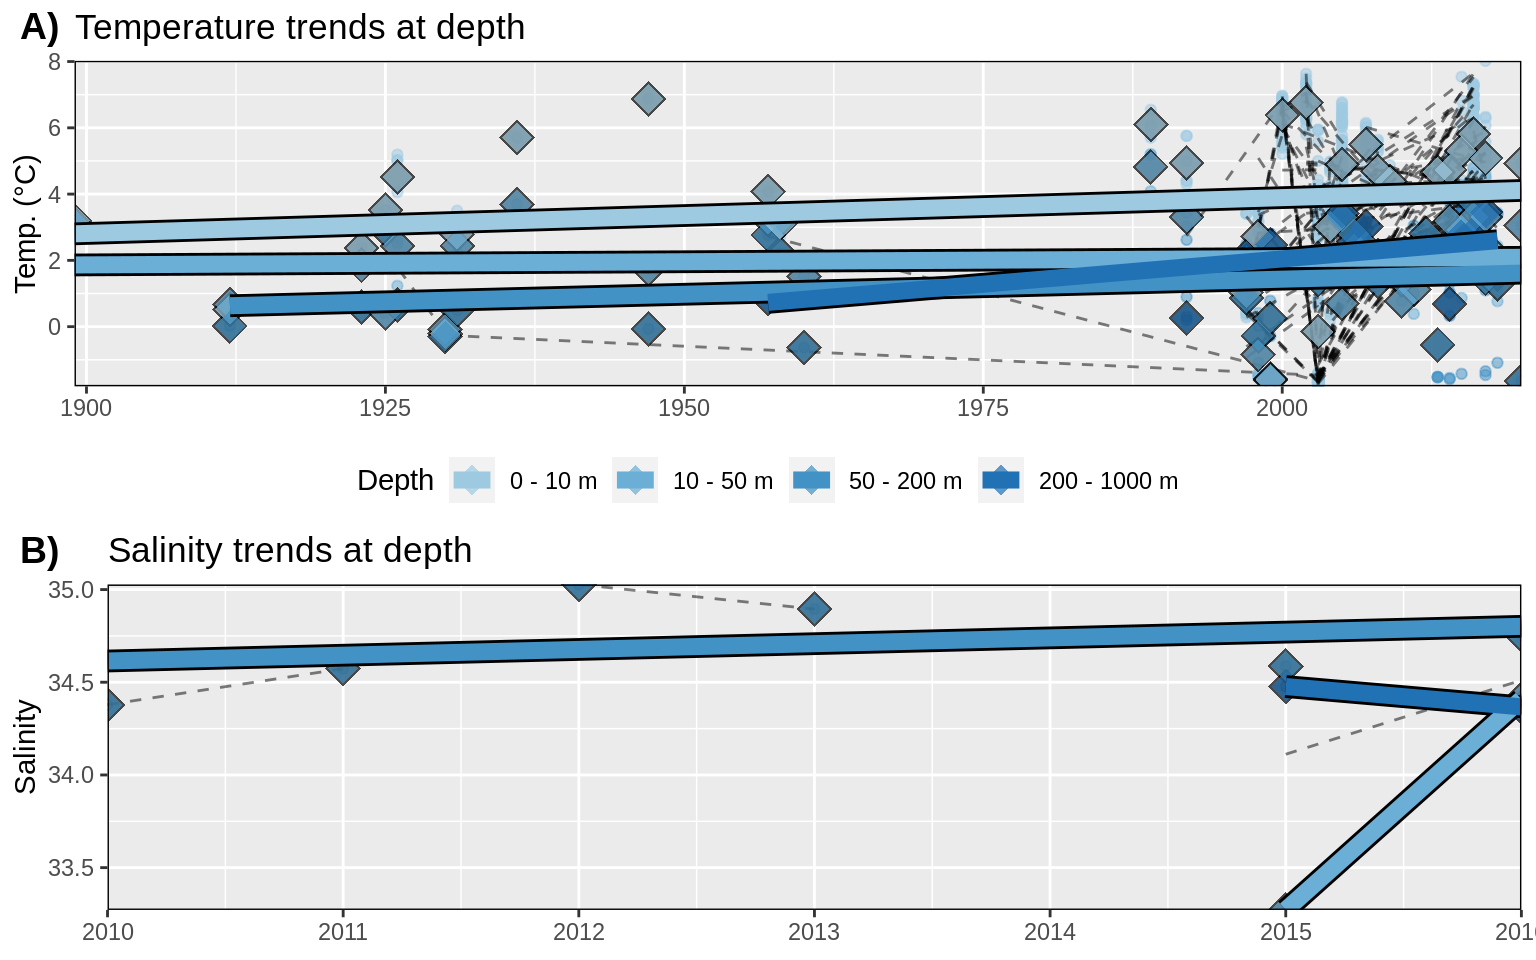 A) Temperature trends at depth
8
6
4
2
0
Temp. (°C)
1900 1925 1950 1975 2000
Depth 0 - 10 m 10 - 50 m 50 - 200 m 200 - 1000 m
B) Salinity trends at depth
35.0
34.5
34.0
33.5
Salinity
2010 2011 2012 2013 2014 2015